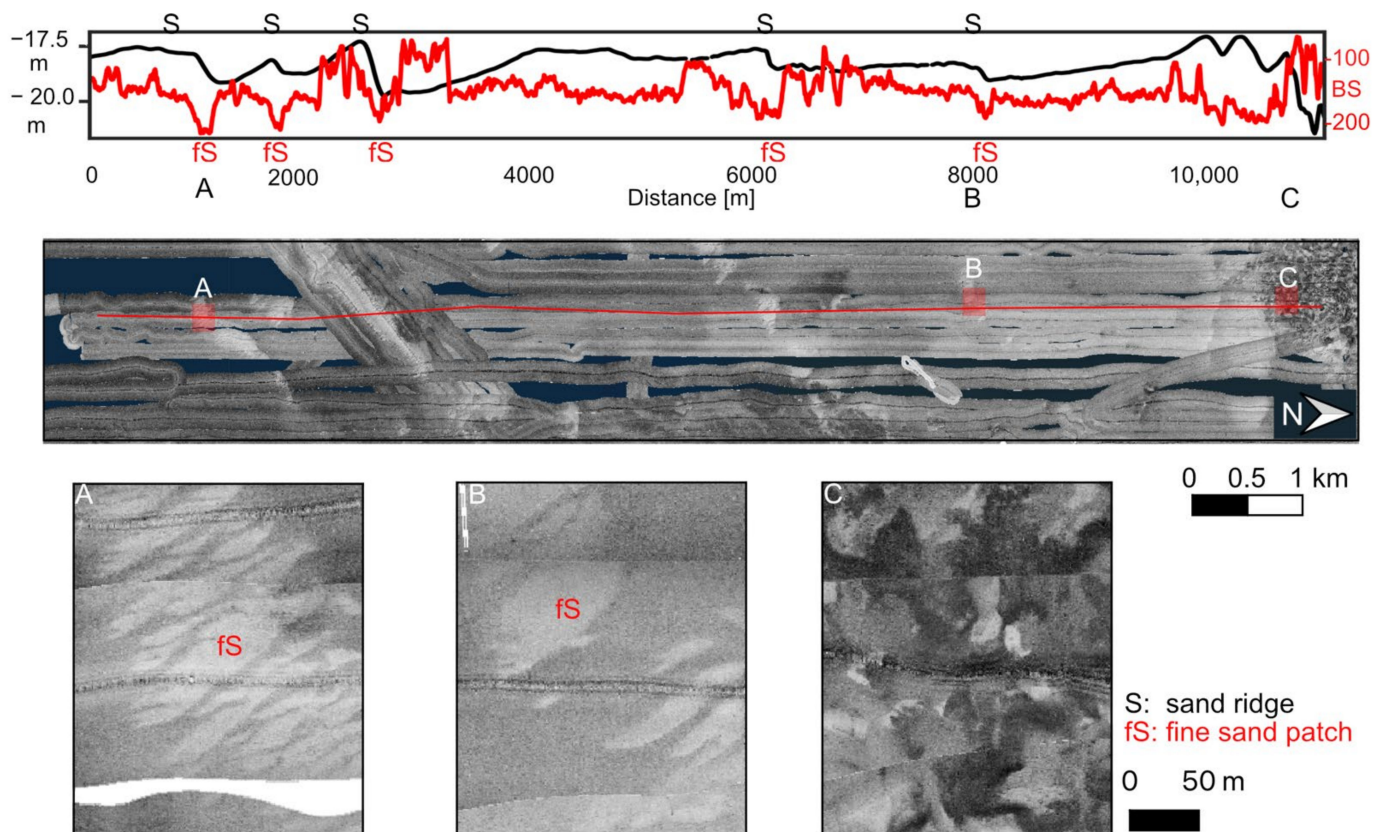 S S S S S
−17.5
m
−20.0
m
-100
BS
-200
fS fS fS fS fS
0 2000 4000 6000 8000 10,000
Distance [m]
A B C
A B C
N
0 0.5 1 km
A B C
fS fS
S: sand ridge
fS: fine sand patch
0 50 m